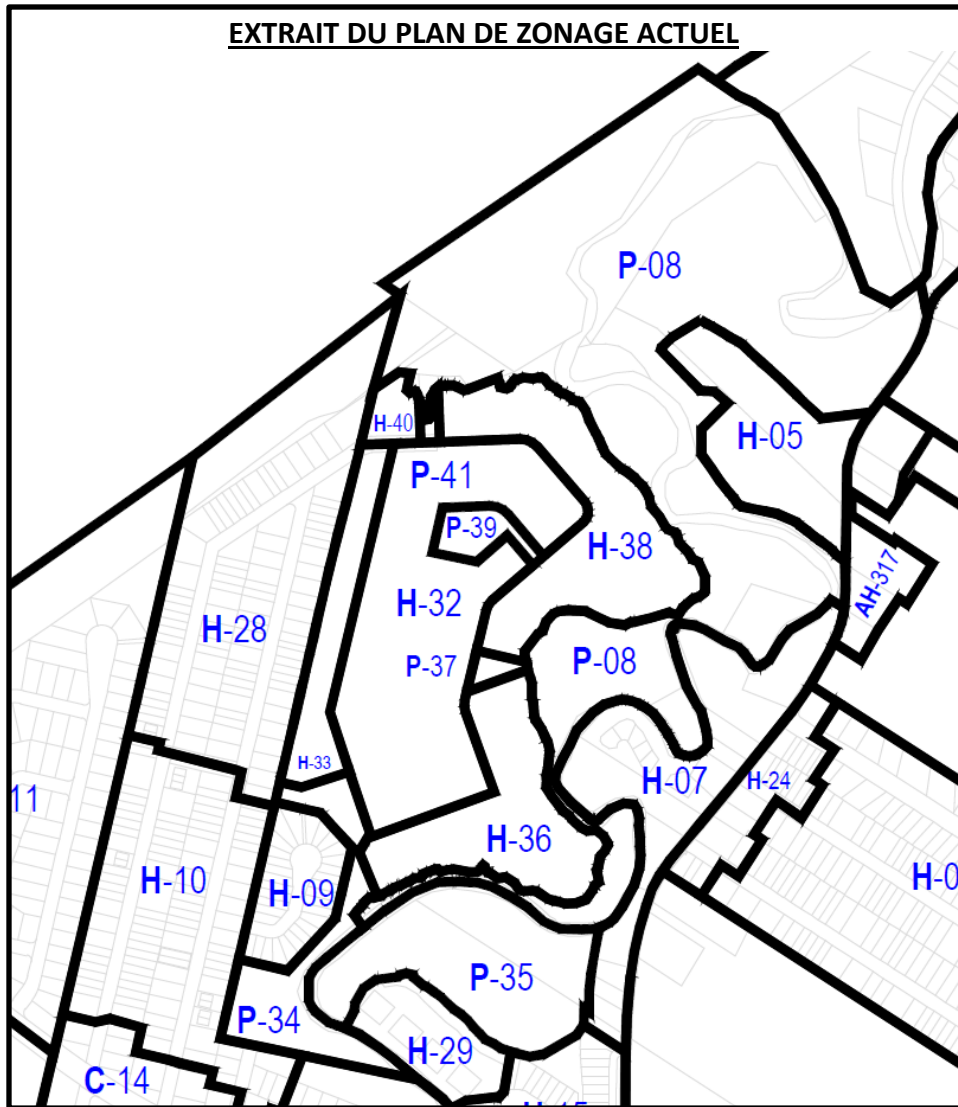 EXTRAIT DU PLAN DE ZONAGE ACTUEL
P-08
H-40
H-05
P-41
P-39
H-38
AH-317
H-32
H-28
P-37
P-08
H-33
H-07
H-24
11
H-36
H-10
H-09
H-0
P-35
P-34
H-29
C-14